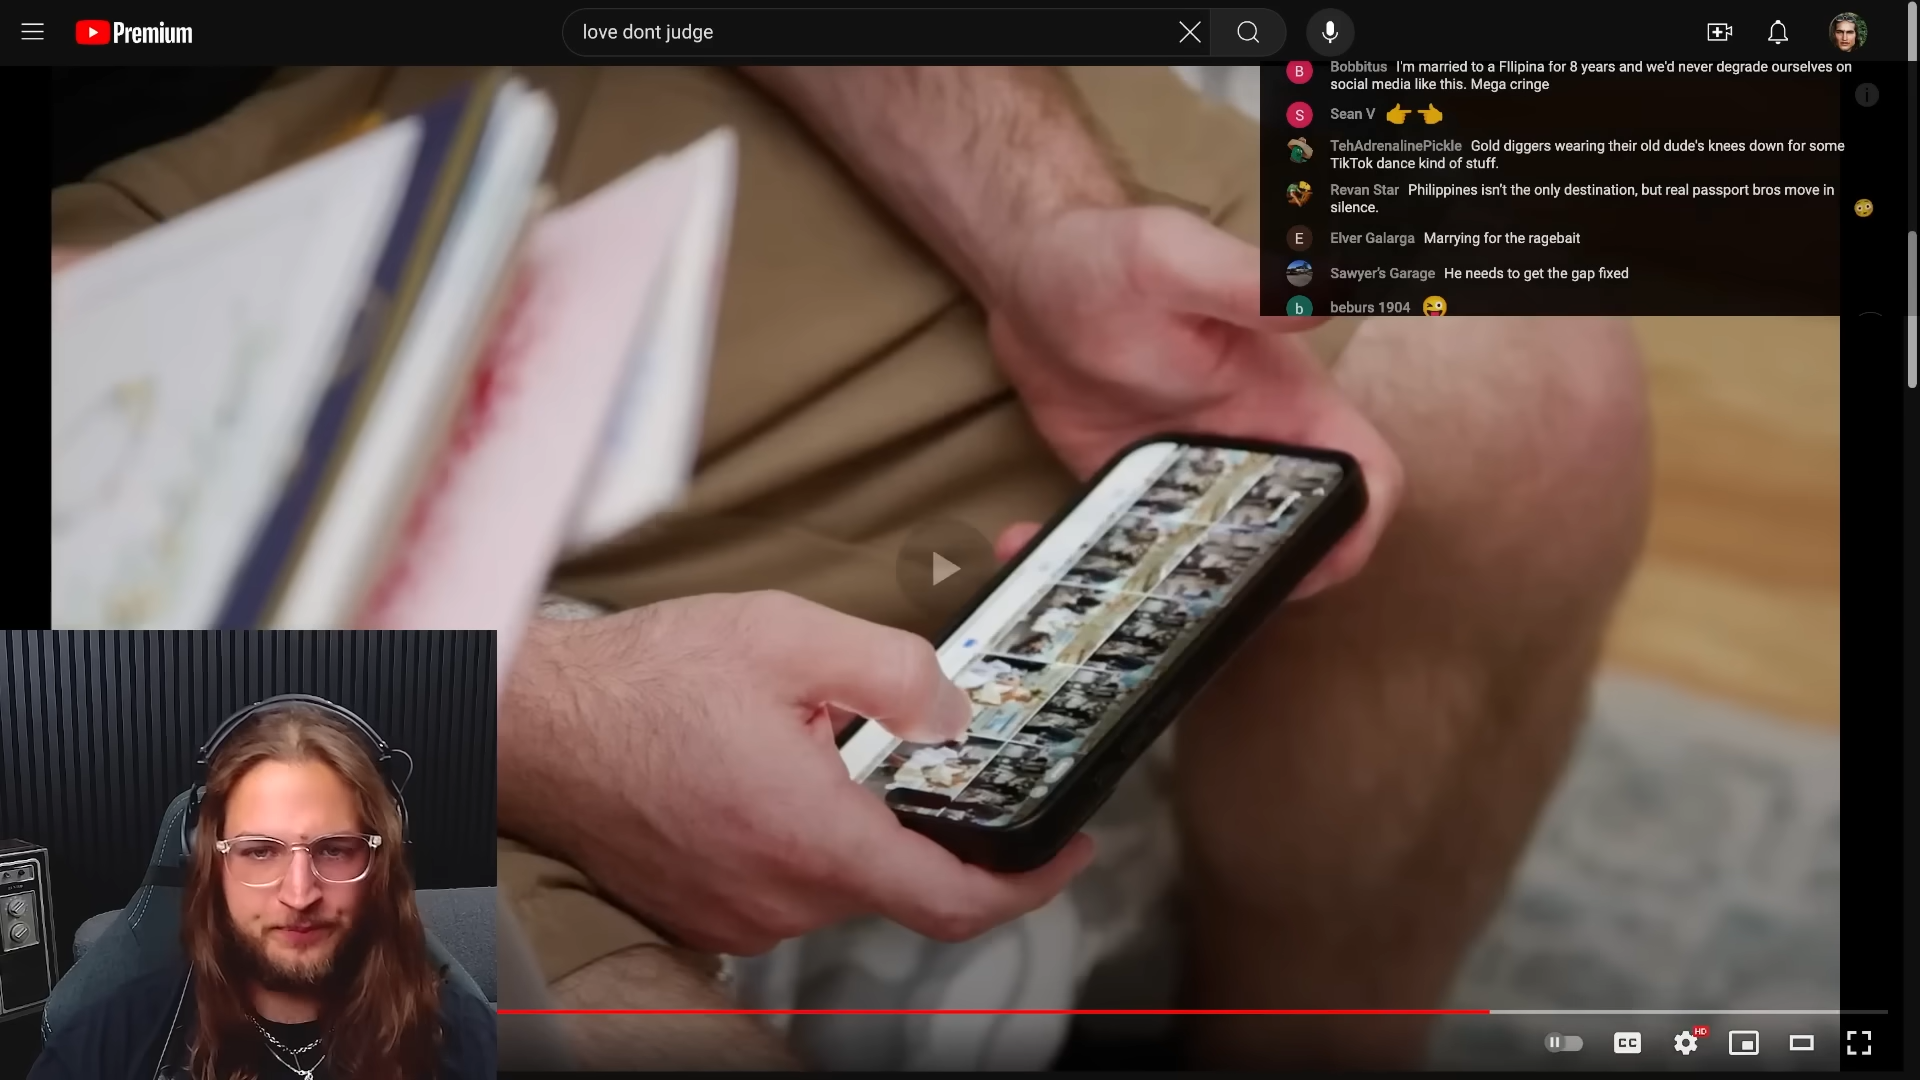 Premium
love dont judge
Bobbitus I'm married to a FIlipina for 8 years and we'd never degrade ourselves on
social media like this. Mega cringe
Sean V
TehAdrenalinePickle Gold diggers wearing their old dude's knees down for some
TikTok dance kind of stuff.
Revan Star Philippines isn't the only destination, but real passport bros move in
silence.
Elver Galarga Marrying for the ragebait
Sawyer's Garage He needs to get the gap fixed
beburs 1904
B
S
E
b
HD
CC